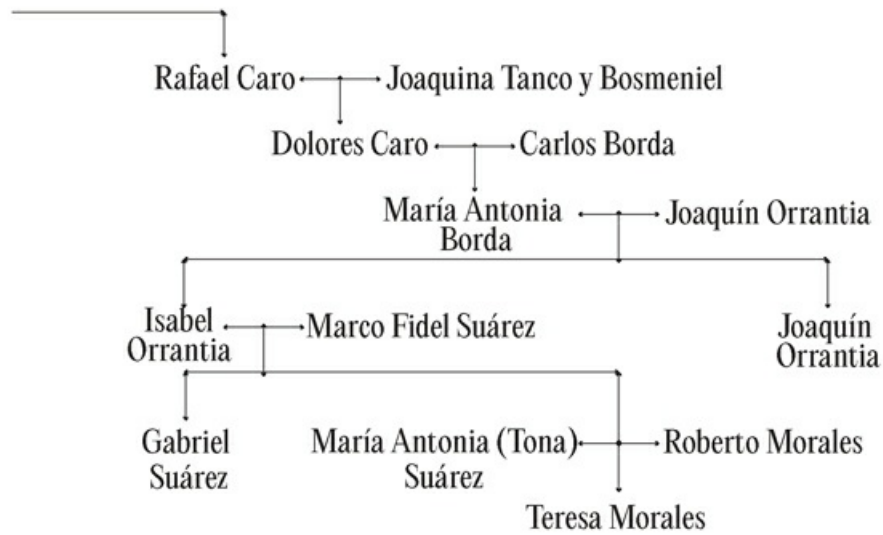 Rafael Caro Joaquina Tanco y Bosmeniel
Dolores Caro Carlos Borda
María Antonia Joaquín Orrantia
Borda
Isabel Marco Fidel Suárez Joaquín
Orrantia Orrantia
Gabriel María Antonia (Tona) Roberto Morales
Suárez Suárez
Teresa Morales